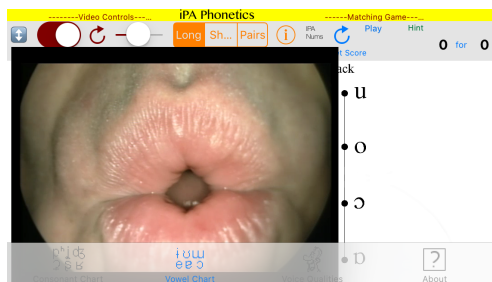 --------Video Controls---...
iPA Phonetics
-----Matching Game---...
Long
Sh...
Pairs
IPA
Nums
Play
Hint
t Score
0 for 0
ack
u
o
ɔ
ɒ
Vowel Chart
About